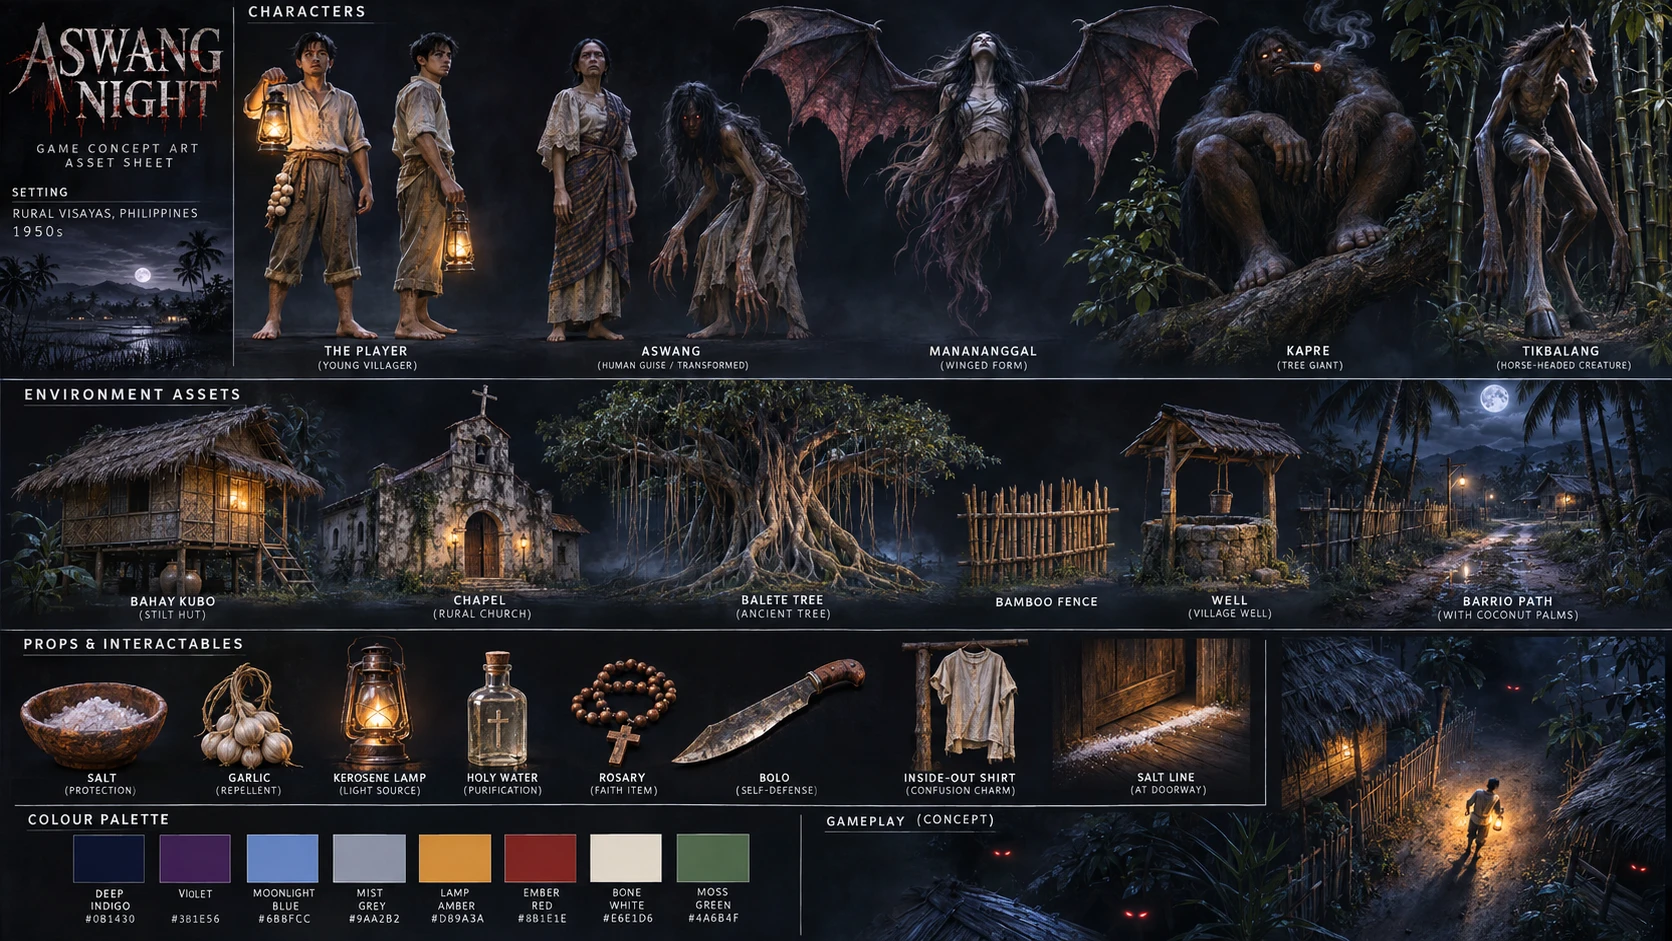 ASWANG
NIGHT
GAME CONCEPT ART
ASSET SHEET
SETTING
RURAL VISAYAS, PHILIPPINES
1950s
CHARACTERS
THE PLAYER
(YOUNG VILLAGER)
ASWANG
(HUMAN GUISE / TRANSFORMED)
MANANANGGAL
(WINGED FORM)
KAPRE
(TREE GIANT)
TIKBALANG
(HORSE-HEADED CREATURE)
ENVIRONMENT ASSETS
BAHAY KUBO
(STILT HUT)
CHAPEL
(RURAL CHURCH)
BALETE TREE
(ANCIENT TREE)
BAMBOO FENCE
WELL
(VILLAGE WELL)
BARRIO PATH
(WITH COCONUT PALMS)
PROPS & INTERACTABLES
SALT
(PROTECTION)
GARLIC
(REPELLENT)
KEROSENE LAMP
(LIGHT SOURCE)
HOLY WATER
(PURIFICATION)
ROSARY
(FAITH ITEM)
BOLO
(SELF-DEFENSE)
INSIDE-OUT SHIRT
(CONFUSION CHARM)
SALT LINE
(AT DOORWAY)
COLOUR PALETTE
DEEP
INDIGO
#0B1430
VIOLET
#381E56
MOONLIGHT
BLUE
#6BBFCC
MIST
GREY
#9AA2B2
LAMP
AMBER
#D89A3A
EMBER
RED
#8B1E1E
BONE
WHITE
#E6E1D6
MOSS
GREEN
#4A6B4F
GAMEPLAY (CONCEPT)